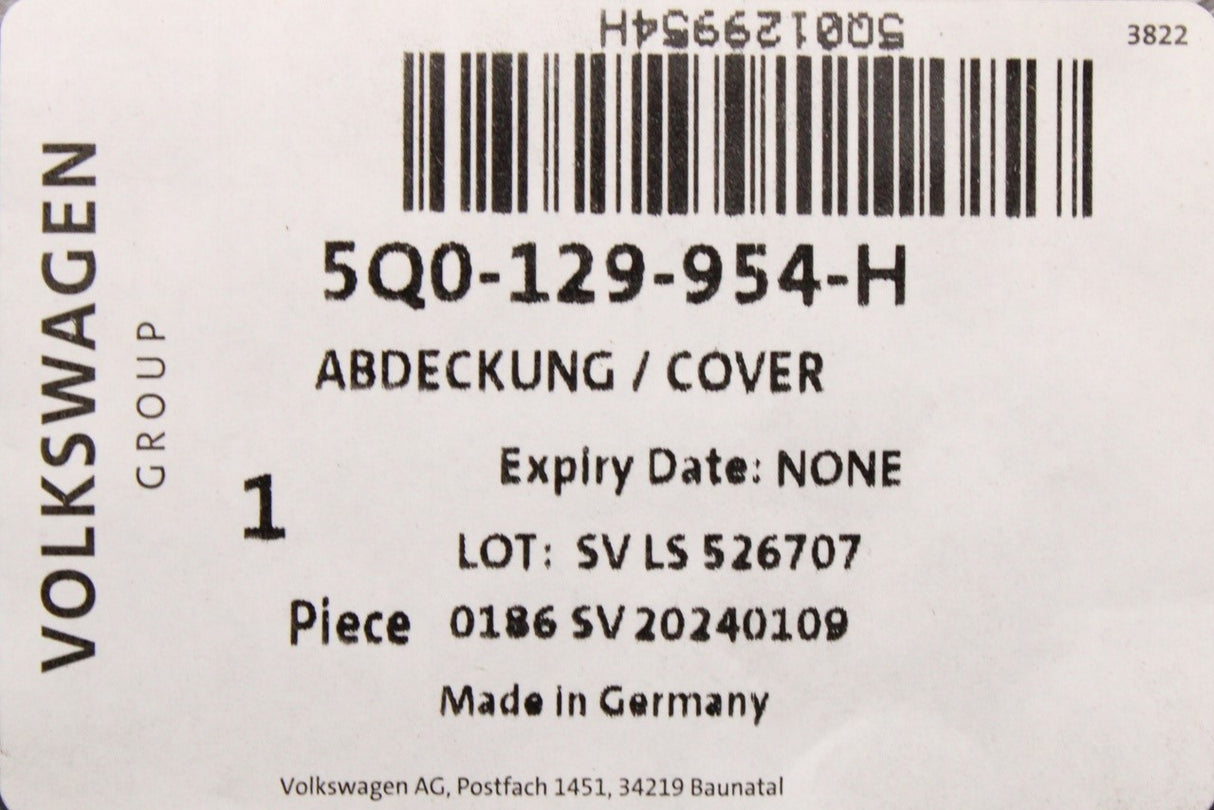 5Q0129954H
3822
5Q0-129-954-H
ABDECKUNG / COVER
Expiry Date: NONE
1
LOT: SV LS 526707
Piece 0186 SV 20240109
Made in Germany
Volkswagen AG, Postfach 1451, 34219 Baunatal
VOLKSWAGEN
GROUP